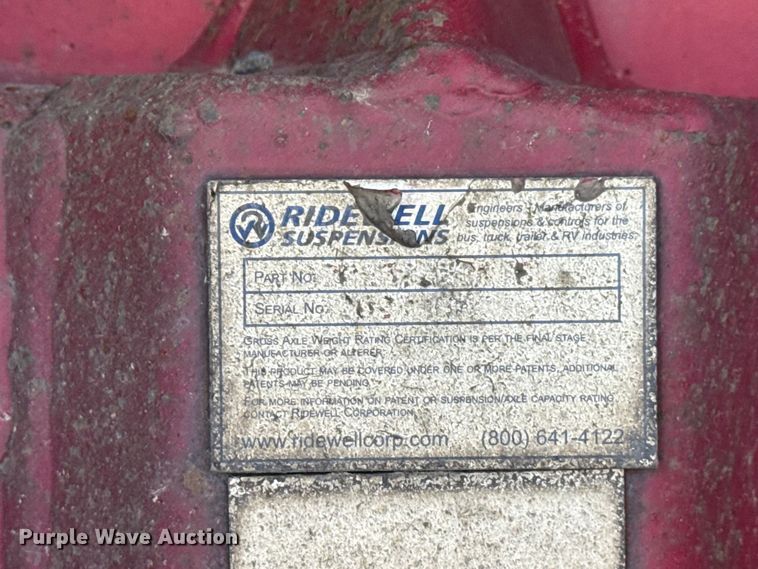 RIDEWELL
SUSPENSIONS
Engineers - Manufacturers of
suspensions & controls for the
bus, truck, trailer & RV industries.
PART NO:
SERIAL NO:
GROSS AXLE WEIGHT RATING CERTIFICATION IS PER THE FINAL STAGE
MANUFACTURER OR ALTERER.
THIS PRODUCT MAY BE COVERED UNDER ONE OR MORE PATENTS, ADDITIONAL
PATENTS MAY BE PENDING
FOR MORE INFORMATION ON PATENT OR SUSPENSION/AXLE CAPACITY RATING
CONTACT RIDEWELL CORPORATION
www.ridewellcorp.com (800) 641-4122
Purple Wave Auction